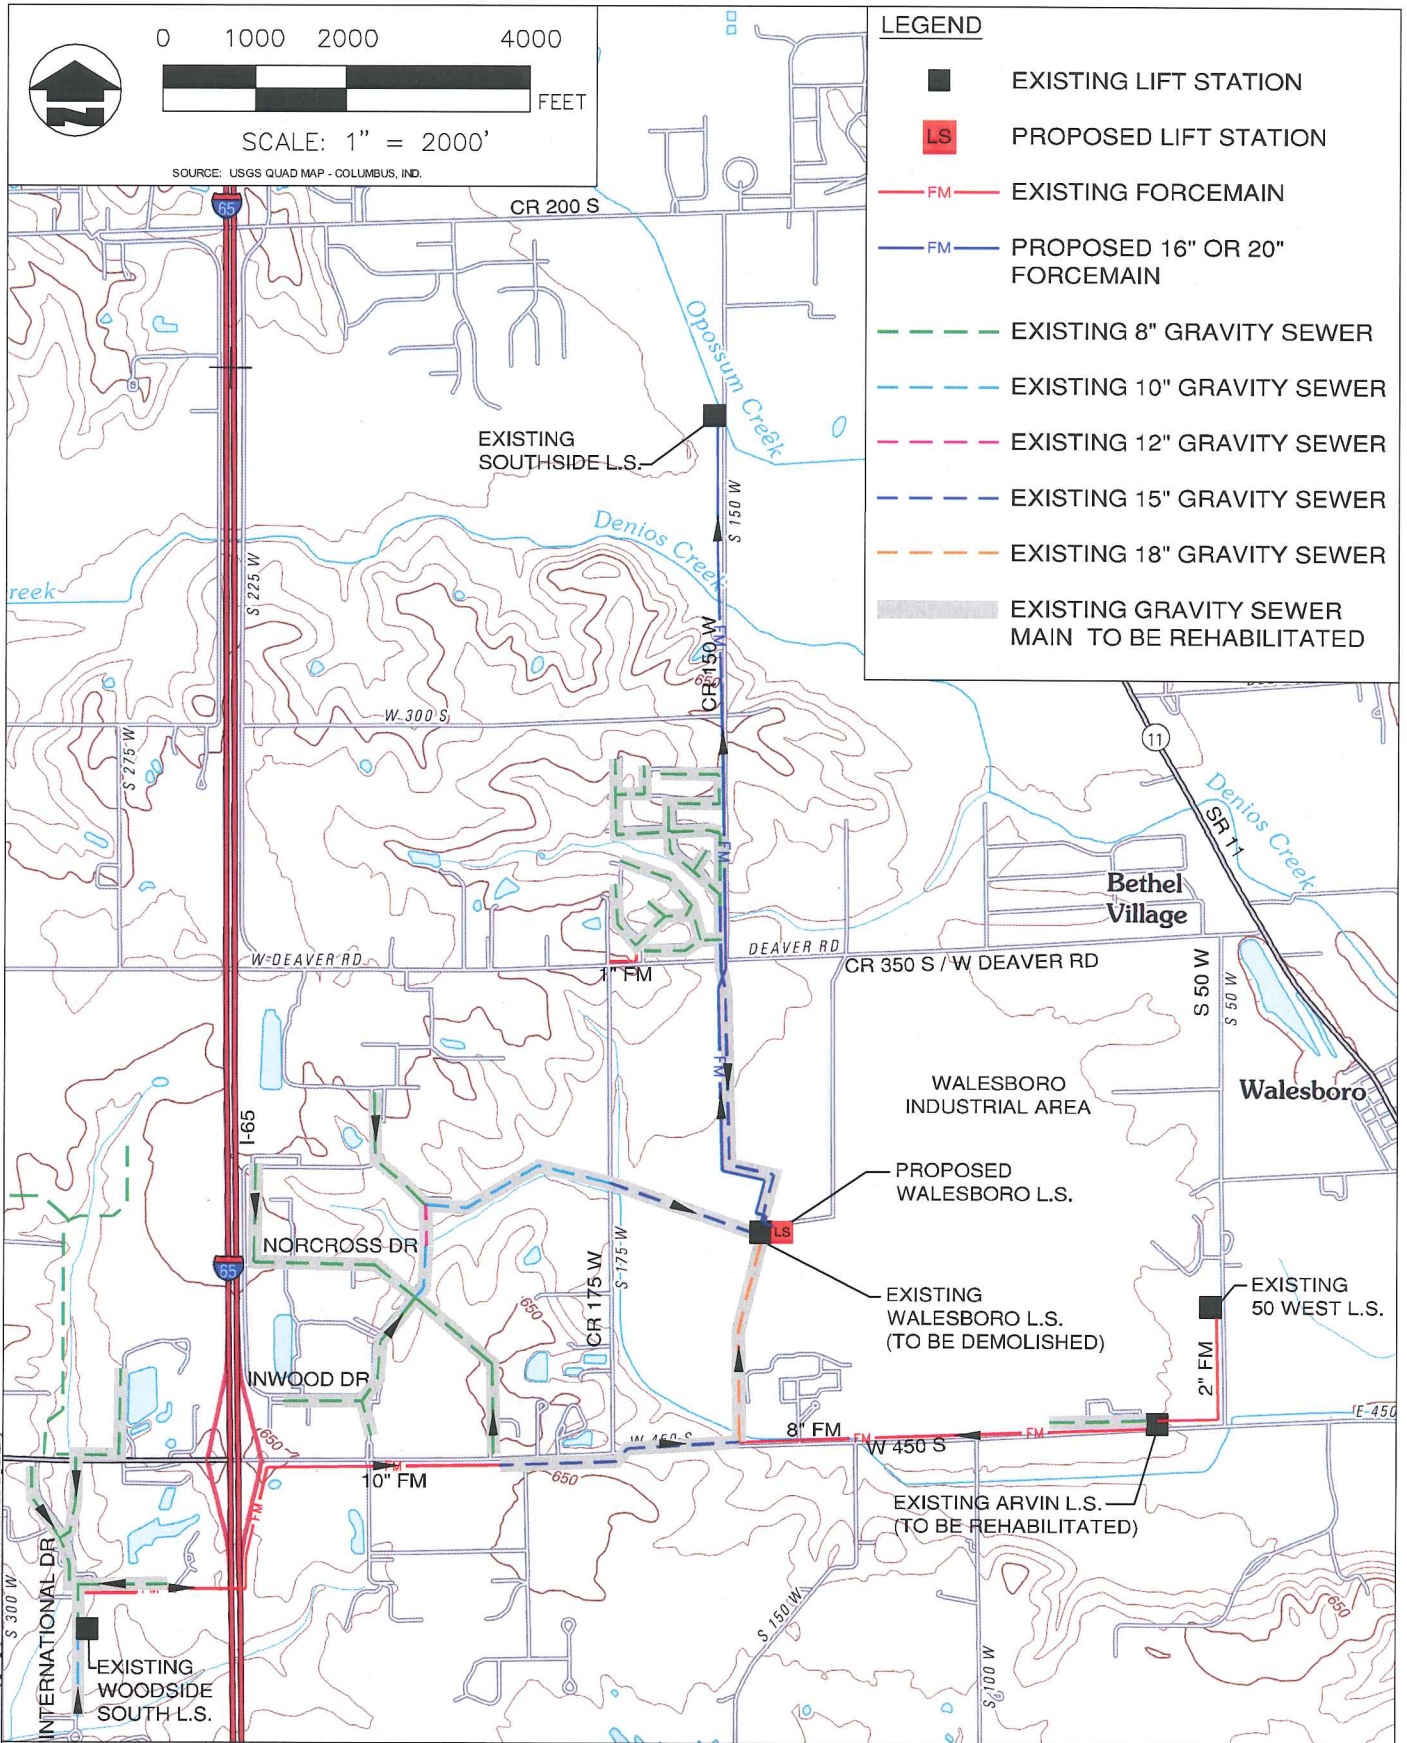 0 1000 2000 4000
FEET
SCALE: 1" = 2000'
SOURCE: USGS QUAD MAP - COLUMBUS, IND.
N
LEGEND
EXISTING LIFT STATION
LS PROPOSED LIFT STATION
FM EXISTING FORCEMAIN
FM PROPOSED 16" OR 20"
FORCEMAIN
EXISTING 8" GRAVITY SEWER
EXISTING 10" GRAVITY SEWER
EXISTING 12" GRAVITY SEWER
EXISTING 15" GRAVITY SEWER
EXISTING 18" GRAVITY SEWER
EXISTING GRAVITY SEWER
MAIN TO BE REHABILITATED
65
CR 200 S
Opossum Creek
EXISTING
SOUTHSIDE L.S.
S 150 W
Denios Creek
reek
S 225 W
CR 150 W
FM
650
W 300 S
S 275 W
11
SR 11
Denios Creek
FM
Bethel
Village
W DEAVER RD
DEAVER RD
CR 350 S / W DEAVER RD
1" FM
S 50 W
S 50 W
FM
WALESBORO
INDUSTRIAL AREA
Walesboro
I-65
PROPOSED
WALESBORO L.S.
LS
NORCROSS DR
65
CR 175 W
S 175 W
EXISTING
WALESBORO L.S.
(TO BE DEMOLISHED)
EXISTING
50 WEST L.S.
650
INWOOD DR
2" FM
E 450
650
W 450 S
8" FM
FM
W 450 S
FM
10" FM
FM
650
FM
EXISTING ARVIN L.S.
(TO BE REHABILITATED)
INTERNATIONAL DR
S 300 W
FM
S 150 W
S 100 W
650
EXISTING
WOODSIDE
SOUTH L.S.